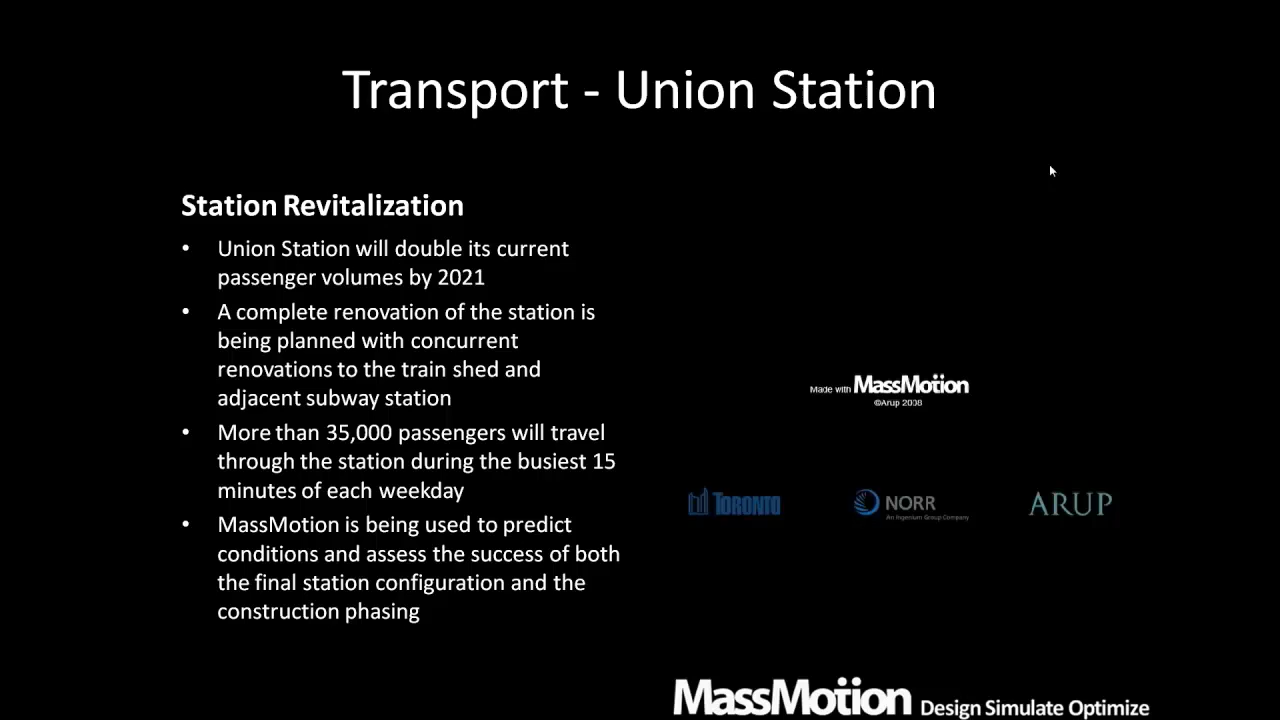 Transport - Union Station
Station Revitalization
• Union Station will double its current
passenger volumes by 2021
• A complete renovation of the station is
being planned with concurrent
renovations to the train shed and
adjacent subway station
• More than 35,000 passengers will travel
through the station during the busiest 15
minutes of each weekday
• MassMotion is being used to predict
conditions and assess the success of both
the final station configuration and the
construction phasing
Made with MassMotion
©Arup 2008
TORONTO
NORR
An Ingenium Group Company
ARUP
MassMotion Design Simulate Optimize